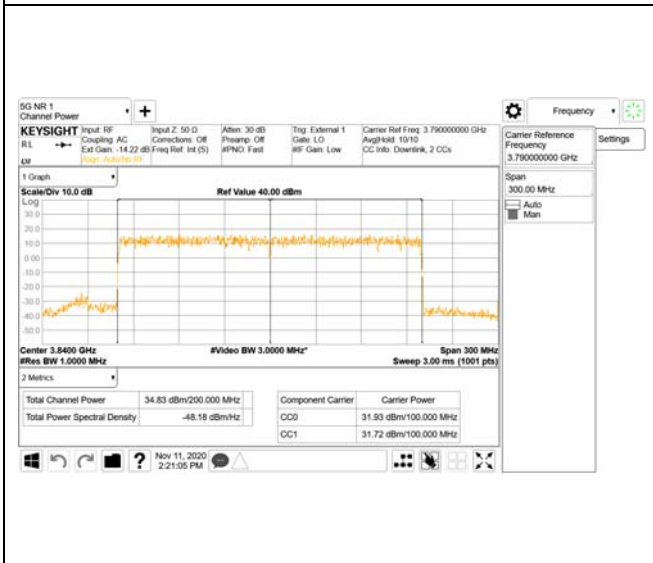 5G NR 1
Channel Power
+
Frequency
KEYSIGHT
RL
Input: RF
Coupling: AC
Ext Gain: -14.22 dB
Align: Auto/No RF
Input Z: 50 Ω
Corrections: Off
Freq Ref: Int (S)
Atten: 30 dB
Preamp: Off
#PNO: Fast
Trig: External 1
Gate: LO
#IF Gain: Low
Carrier Ref Freq: 3.790000000 GHz
Avg|Hold: 10/10
CC Info: Downlink, 2 CCs
Carrier Reference
Frequency
3.790000000 GHz
Settings
Span
300.00 MHz
Auto
Man
1 Graph
Scale/Div 10.0 dB
Ref Value 40.00 dBm
Log
30.0
20.0
10.0
0.00
-10.0
-20.0
-30.0
-40.0
-50.0
Center 3.8400 GHz
#Video BW 3.0000 MHz*
Span 300 MHz
#Res BW 1.0000 MHz
Sweep 3.00 ms (1001 pts)
2 Metrics
Total Channel Power 34.83 dBm/200.000 MHz
Total Power Spectral Density -48.18 dBm/Hz
Component Carrier Carrier Power
CC0 31.93 dBm/100.000 MHz
CC1 31.72 dBm/100.000 MHz
?
Nov 11, 2020
2:21:05 PM